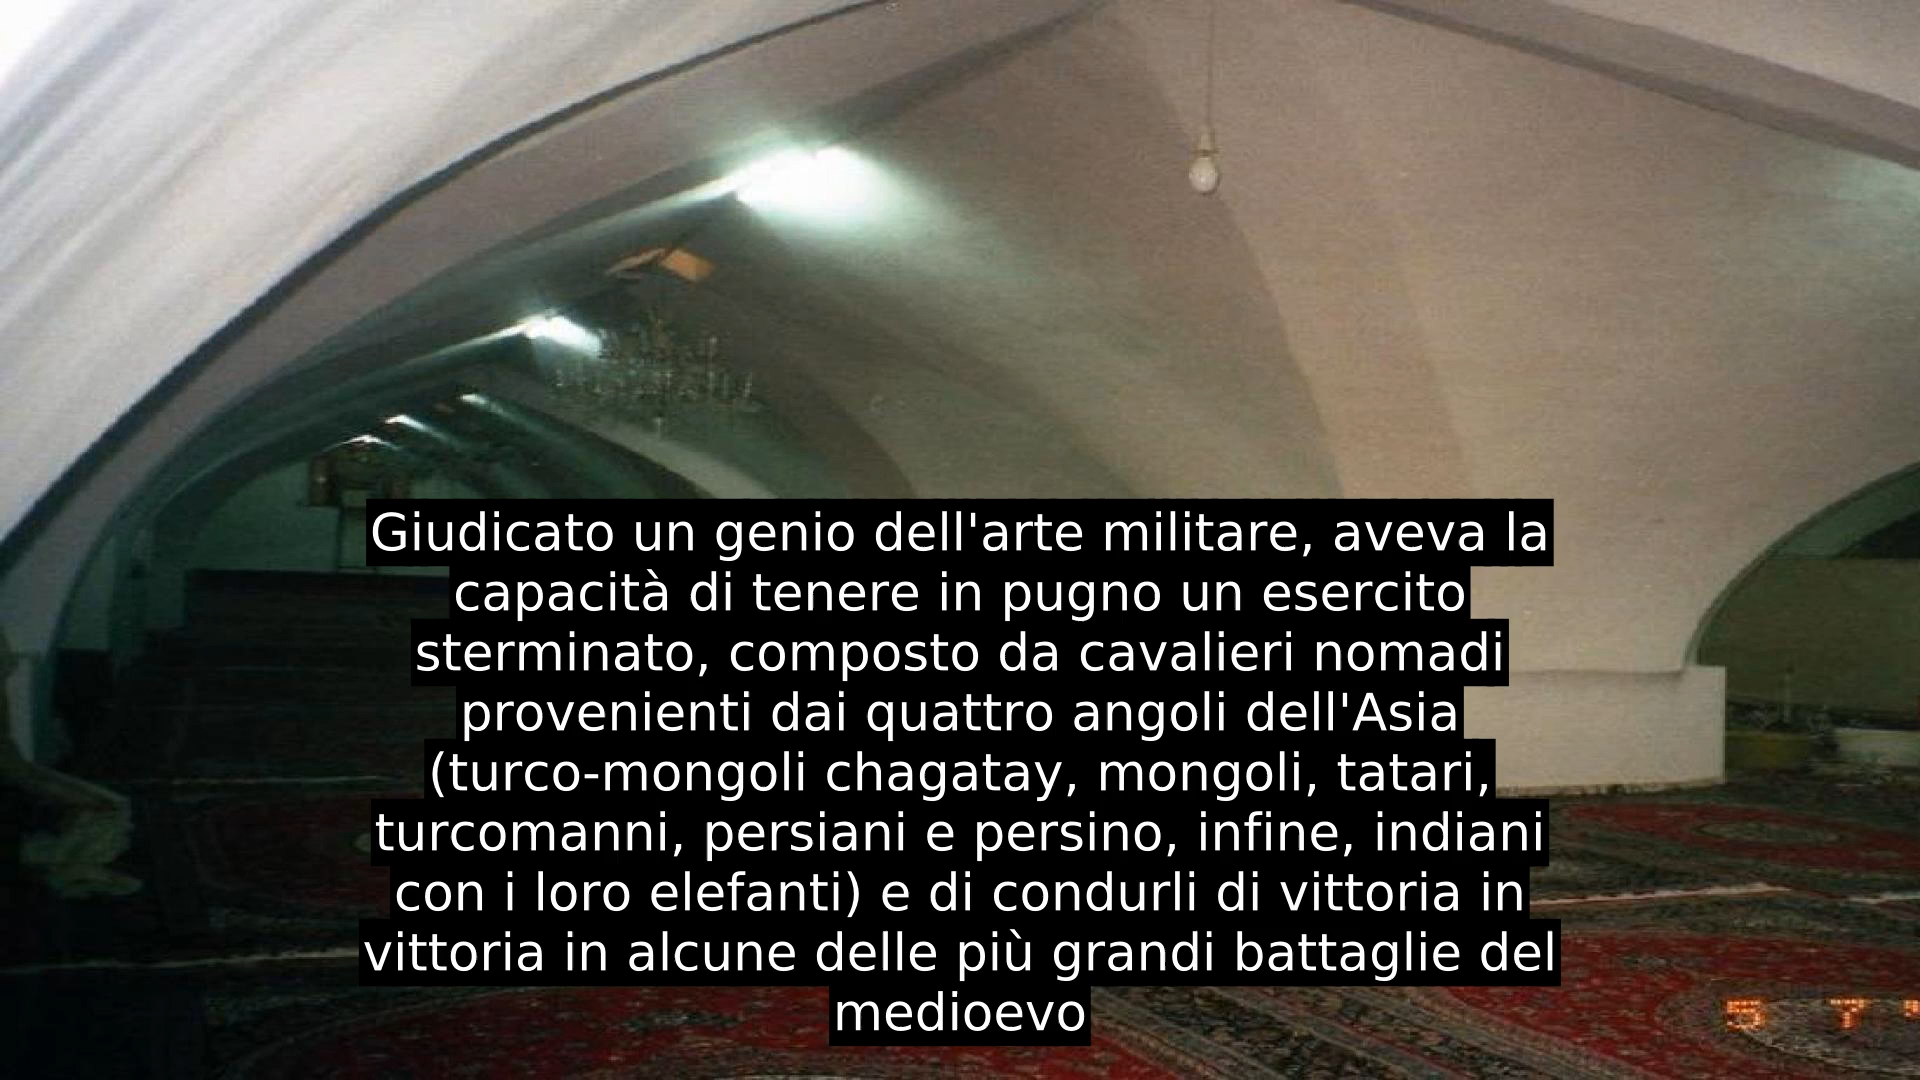 Giudicato un genio dell'arte militare, aveva la
capacità di tenere in pugno un esercito
sterminato, composto da cavalieri nomadi
provenienti dai quattro angoli dell'Asia
(turco-mongoli chagatay, mongoli, tatari,
turcomanni, persiani e persino, infine, indiani
con i loro elefanti) e di condurli di vittoria in
vittoria in alcune delle più grandi battaglie del
medioevo
5 7